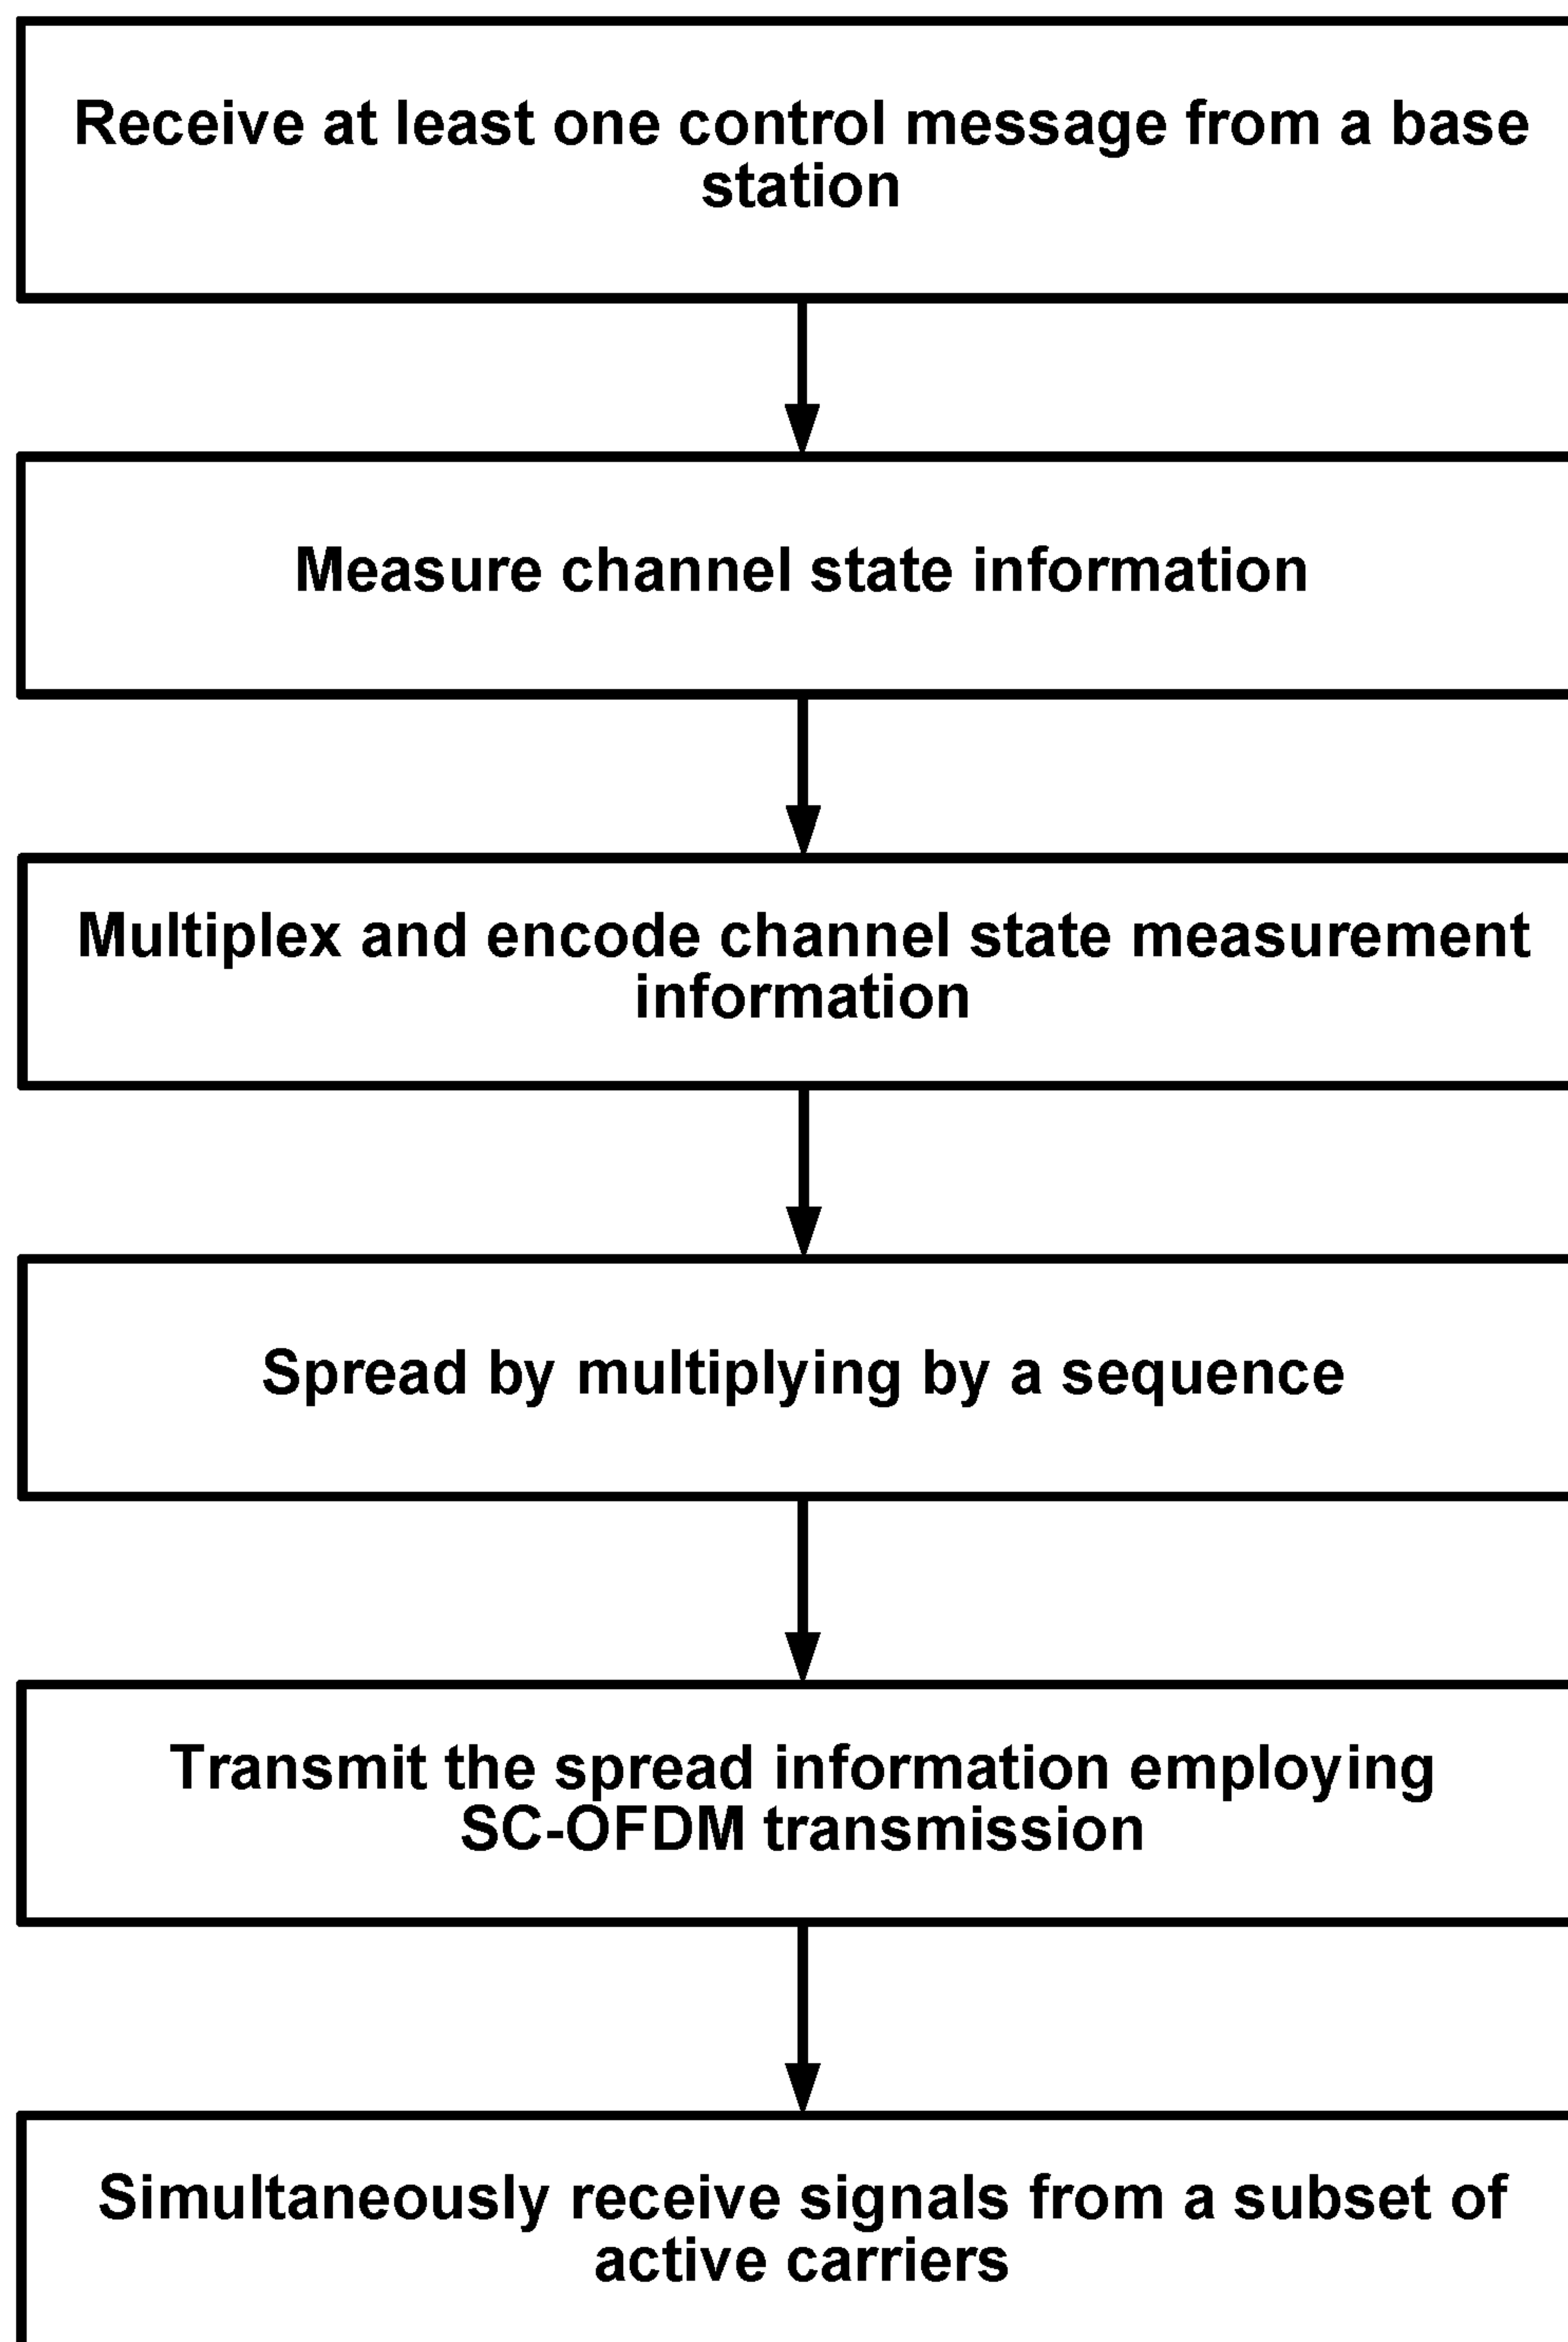 Receive at least one control message from a base
station
Measure channel state information
Multiplex and encode channel state measurement
information
Spread by multiplying by a sequence
Transmit the spread information employing
SC-OFDM transmission
Simultaneously receive signals from a subset of
active carriers